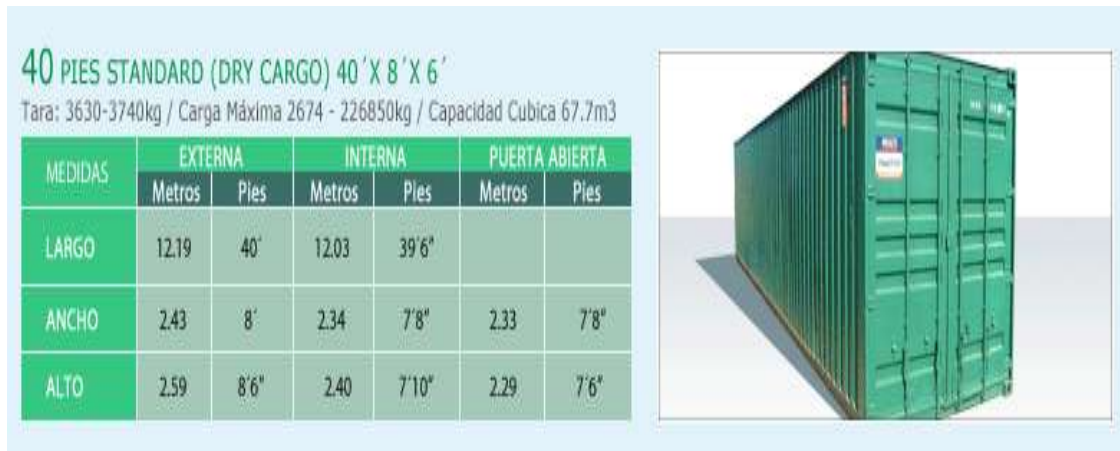 40 PIES STANDARD (DRY CARGO) 40´X 8´X 6´
Tara: 3630-3740kg / Carga Máxima 2674 - 226850kg / Capacidad Cubica 67.7m3
MEDIDAS EXTERNA INTERNA PUERTA ABIERTA
Metros Pies Metros Pies Metros Pies
LARGO 12.19 40´ 12.03 39´6"
ANCHO 2.43 8´ 2.34 7´8" 2.33 7´8"
ALTO 2.59 8´6" 2.40 7´10" 2.29 7´6"